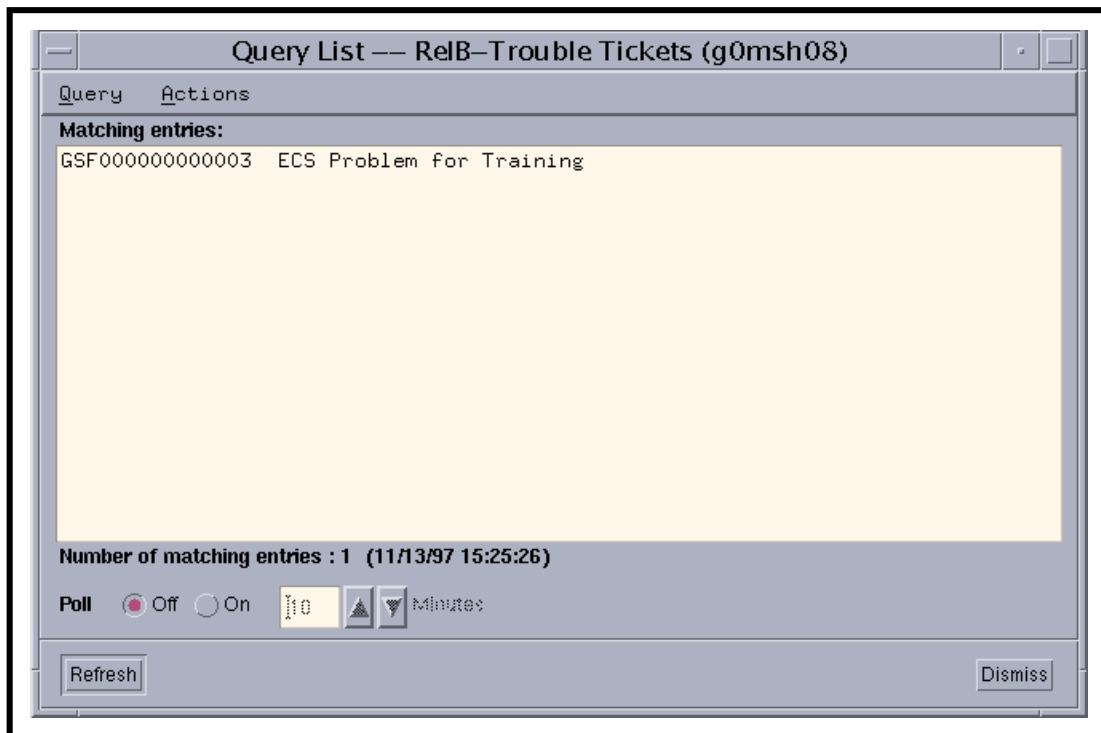 Query List –– RelB–Trouble Tickets (g0msh08)
Query Actions
Matching entries:
GSF000000000003 ECS Problem for Training
Number of matching entries : 1 (11/13/97 15:25:26)
Poll Off On 10 Minutes
Refresh Dismiss